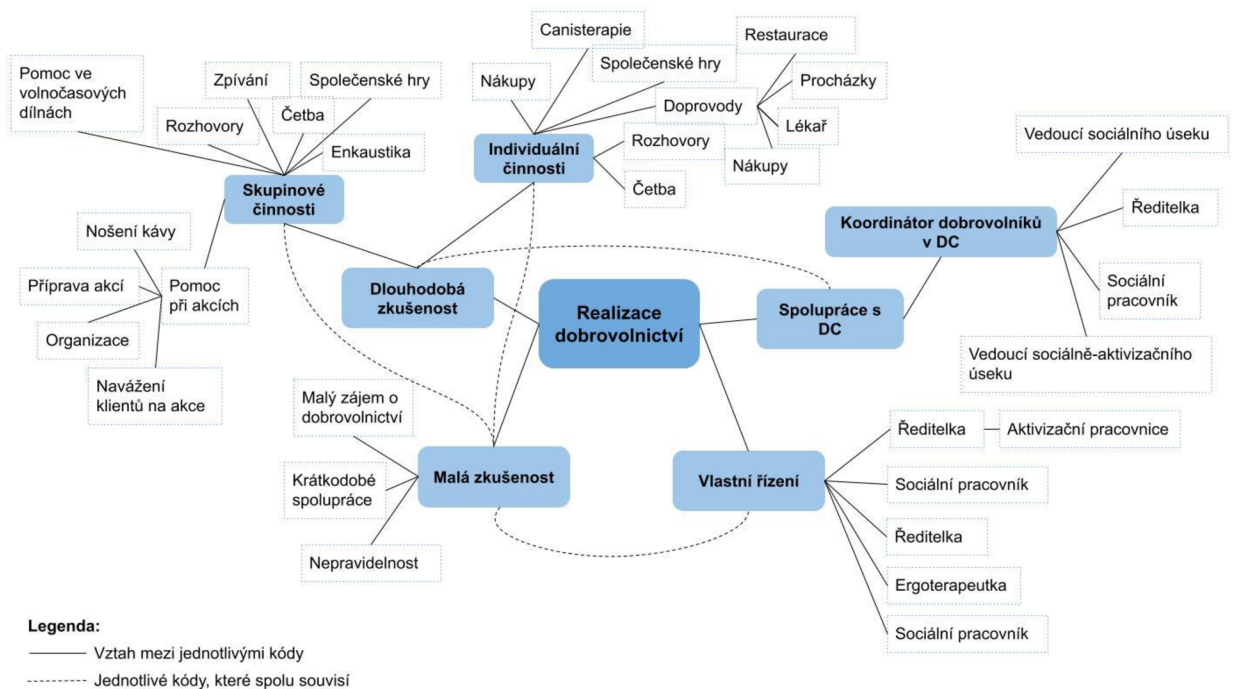 Canisterapie
Restaurace
Pomoc ve
volnočasových
dílnách
Zpívání
Společenské hry
Nákupy
Společenské hry
Procházky
Doprovody
Četba
Lékař
Rozhovory
Enkaustika
Individuální
činnosti
Rozhovory
Nákupy
Četba
Vedoucí sociálního úseku
Skupinové
činnosti
Ředitelka
Koordinátor dobrovolníků
v DC
Nošení kávy
Příprava akcí
Pomoc
při akcích
Organizace
Navážení
klientů na akce
Dlouhodobá
zkušenost
Realizace
dobrovolnictví
Spolupráce s
DC
Sociální
pracovník
Vedoucí sociálně-aktivizačního
úseku
Malý zájem o
dobrovolnictví
Krátkodobé
spolupráce
Nepravidelnost
Malá zkušenost
Vlastní řízení
Ředitelka
Aktivizační pracovnice
Sociální pracovník
Ředitelka
Ergoterapeutka
Sociální pracovník
Legenda:
Vztah mezi jednotlivými kódy
Jednotlivé kódy, které spolu souvisí